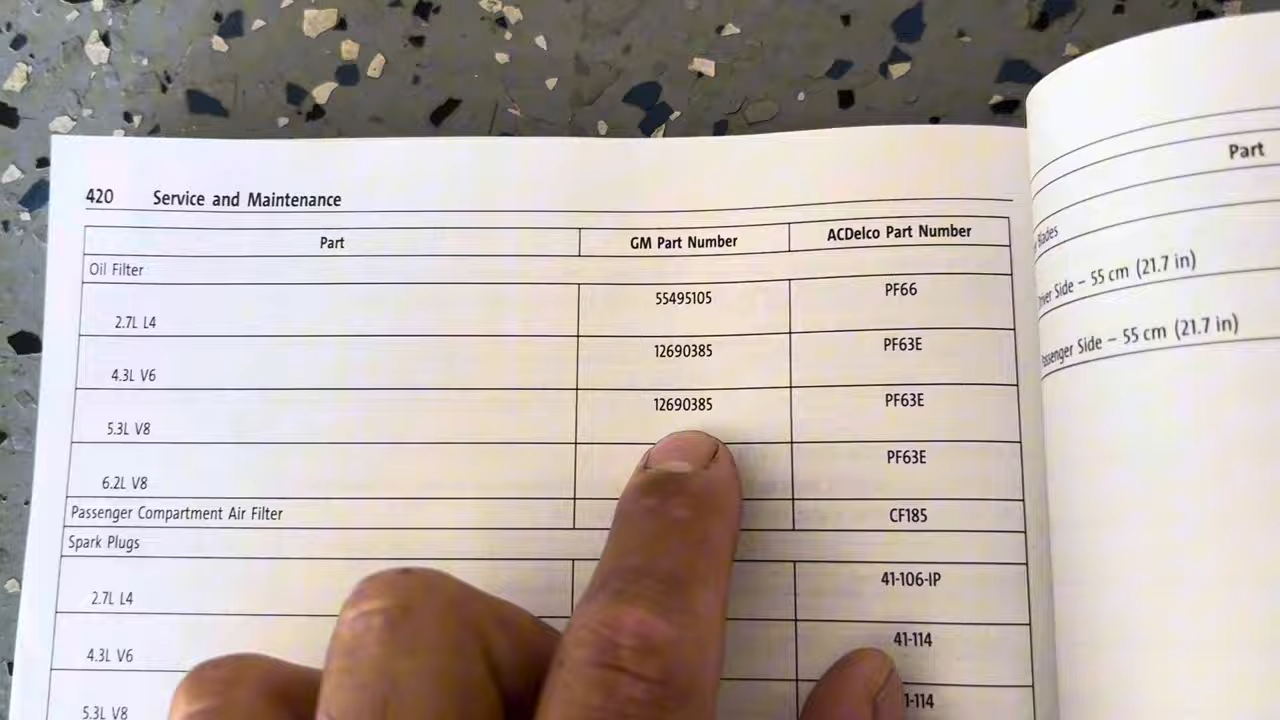 420 Service and Maintenance
Part GM Part Number ACDelco Part Number
Oil Filter
2.7L L4 55495105 PF66
4.3L V6 12690385 PF63E
5.3L V8 12690385 PF63E
6.2L V8 PF63E
Passenger Compartment Air Filter CF185
Spark Plugs
2.7L L4 41-106-IP
4.3L V6 41-114
5.3L V8 1-114
Part
Blades
Side – 55 cm (21.7 in)
Passenger Side – 55 cm (21.7 in)